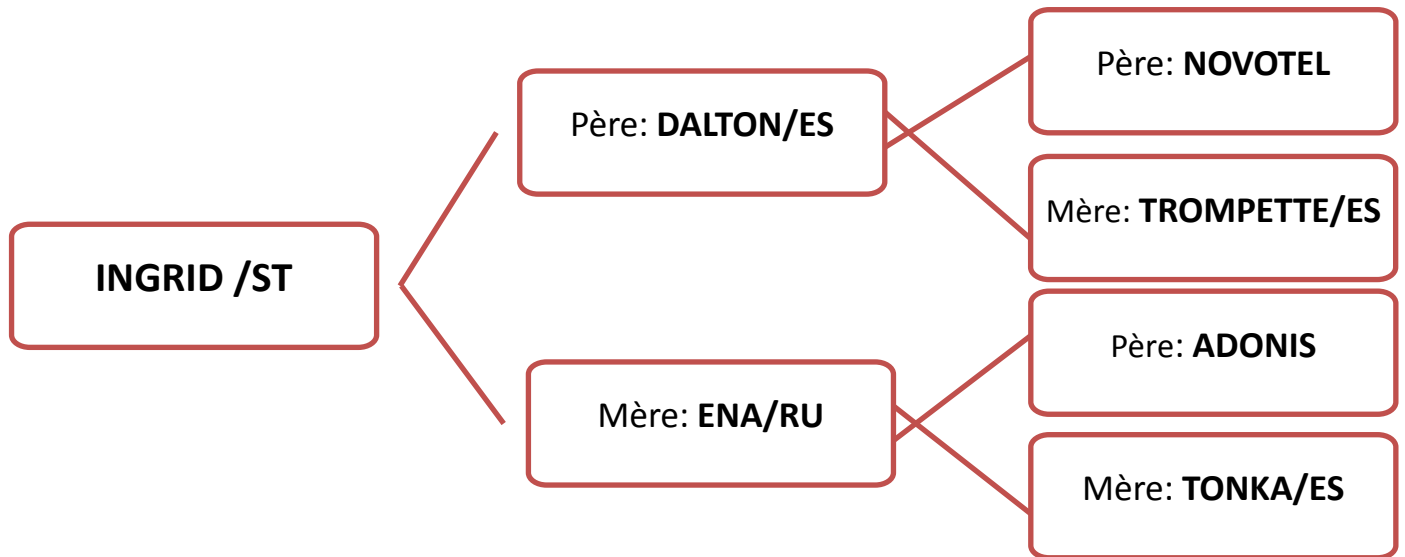 INGRID /ST
Père: DALTON/ES
Mère: ENA/RU
Père: NOVOTEL
Mère: TROMPETTE/ES
Père: ADONIS
Mère: TONKA/ES